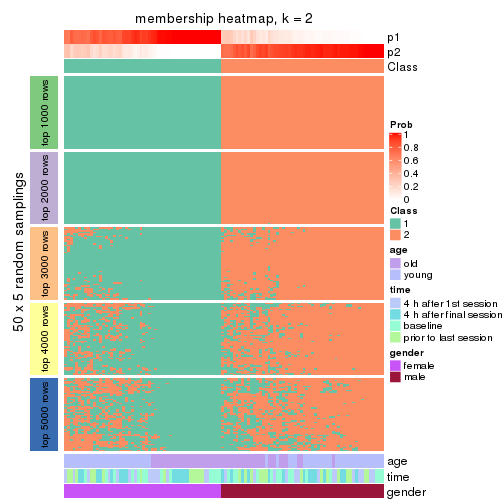 membership heatmap, k = 2
p1
p2
Class
50 x 5 random samplings
top 1000 rows
top 2000 rows
top 3000 rows
top 4000 rows
top 5000 rows
Prob
1
0.8
0.6
0.4
0.2
0
Class
1
2
age
old
young
time
4 h after 1st session
4 h after final session
baseline
prior to last session
gender
female
male
age
time
gender